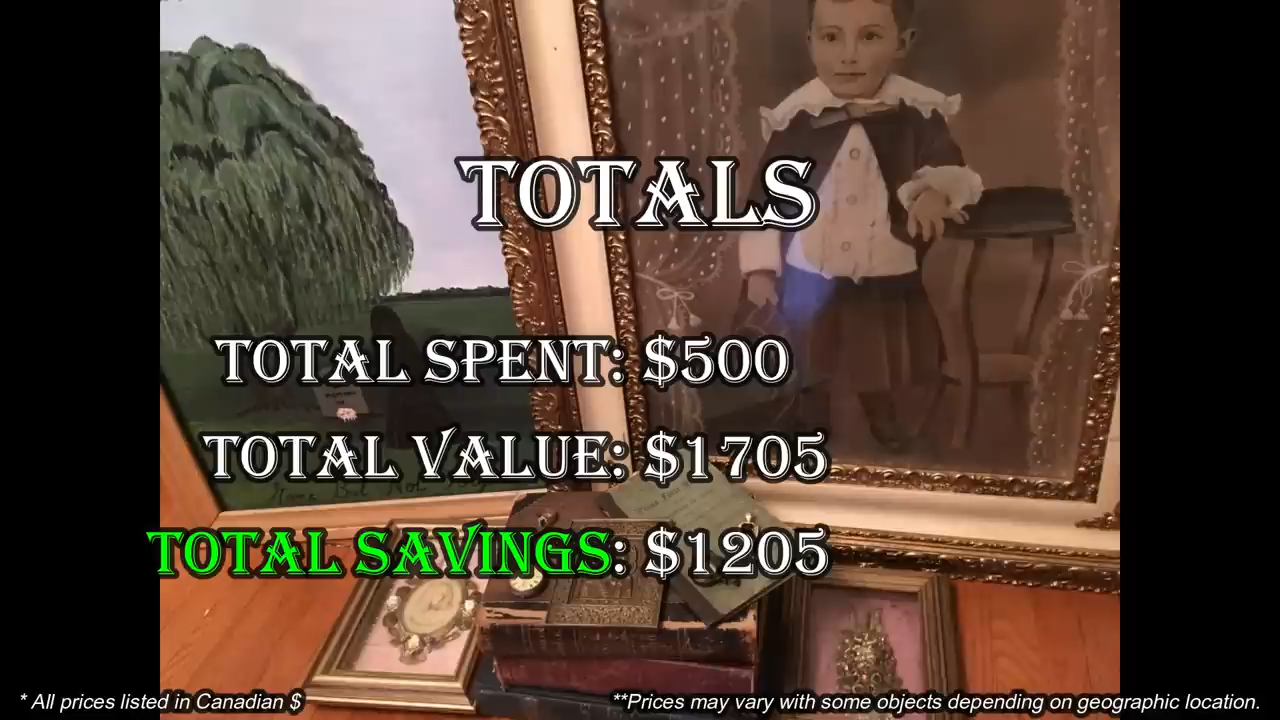 TOTALS
TOTAL SPENT: $500
TOTAL VALUE: $1705
TOTAL SAVINGS: $1205
* All prices listed in Canadian $
**Prices may vary with some objects depending on geographic location.